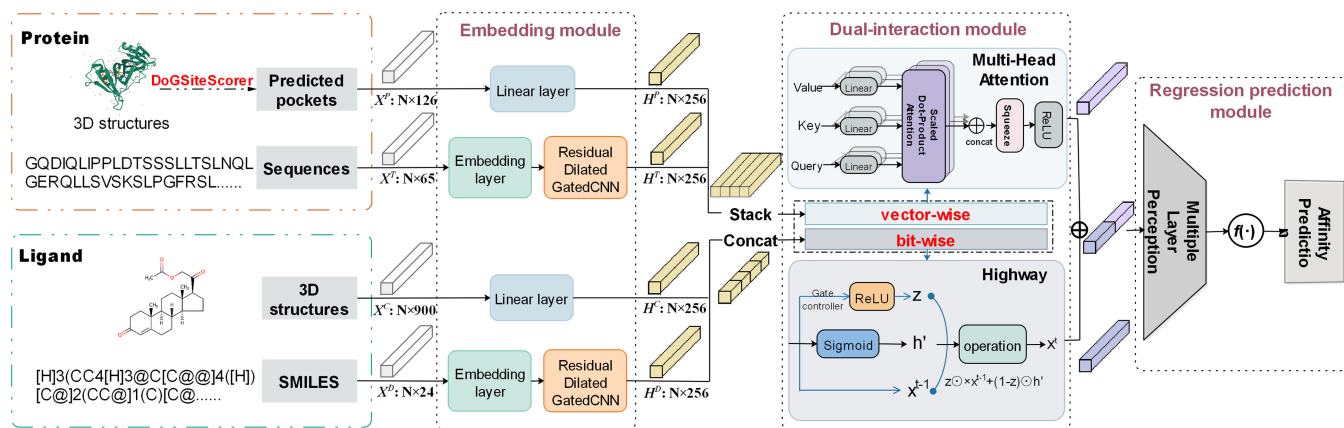 Protein
DoGSiteScorer
3D structures
Predicted
pockets
GQDIQLIPPLDTSSSLLTSLNQL
GERQLLSVSKSLPGFRSL......
Sequences
Ligand
3D
structures
[H]3(CC4[H]3@C[C@@]4([H])
[C@]2(CC@]1(C)[C@......
SMILES
X^P: N×126
X^T: N×65
X^C: N×900
X^D: N×24
Embedding module
Linear layer
Embedding
layer
Residual
Dilated
GatedCNN
Linear layer
Embedding
layer
Residual
Dilated
GatedCNN
H^P: N×256
H^T: N×256
H^C: N×256
H^D: N×256
Stack
Concat
Dual-interaction module
Multi-Head
Attention
Value
Key
Query
Linear
Linear
Linear
Scaled
Dot-Product
Attention
concat
Squeeze
ReLU
vector-wise
bit-wise
Highway
Gate
controller
ReLU
z
Sigmoid
h'
operation
x^t
x^t-1
z⊙×x^t-1+(1-z)⊙h'
Regression prediction
module
Multiple
Layer
Perception
f(·)
Affinity
Predictio